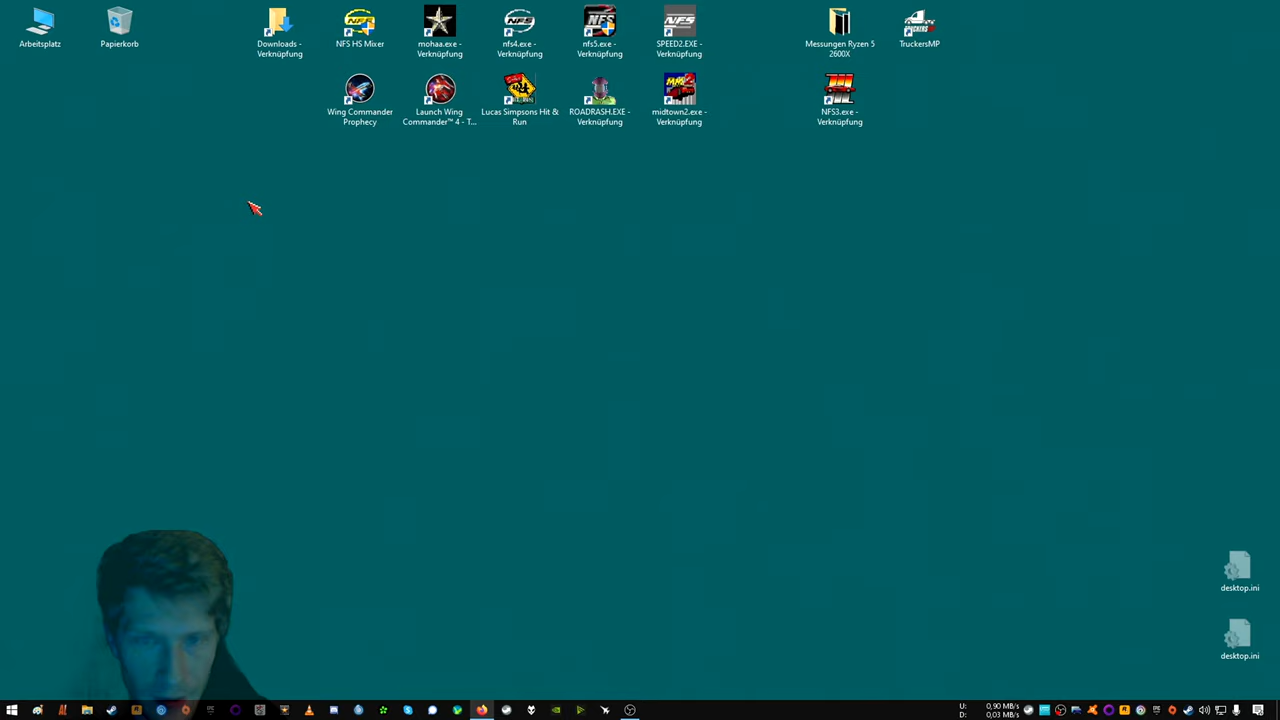 Arbeitsplatz
Papierkorb
Downloads -
Verknüpfung
NFS HS Mixer
mohaa.exe -
Verknüpfung
nfs4.exe -
Verknüpfung
nfs5.exe -
Verknüpfung
SPEED2.EXE -
Verknüpfung
Messungen Ryzen 5
2600X
TruckersMP
Wing Commander
Prophecy
Launch Wing
Commander™ 4 - T...
Lucas Simpsons Hit &
Run
ROADRASH.EXE -
Verknüpfung
midtown2.exe -
Verknüpfung
NFS3.exe -
Verknüpfung
desktop.ini
desktop.ini
U: 0,90 MB/s
D: 0,03 MB/s